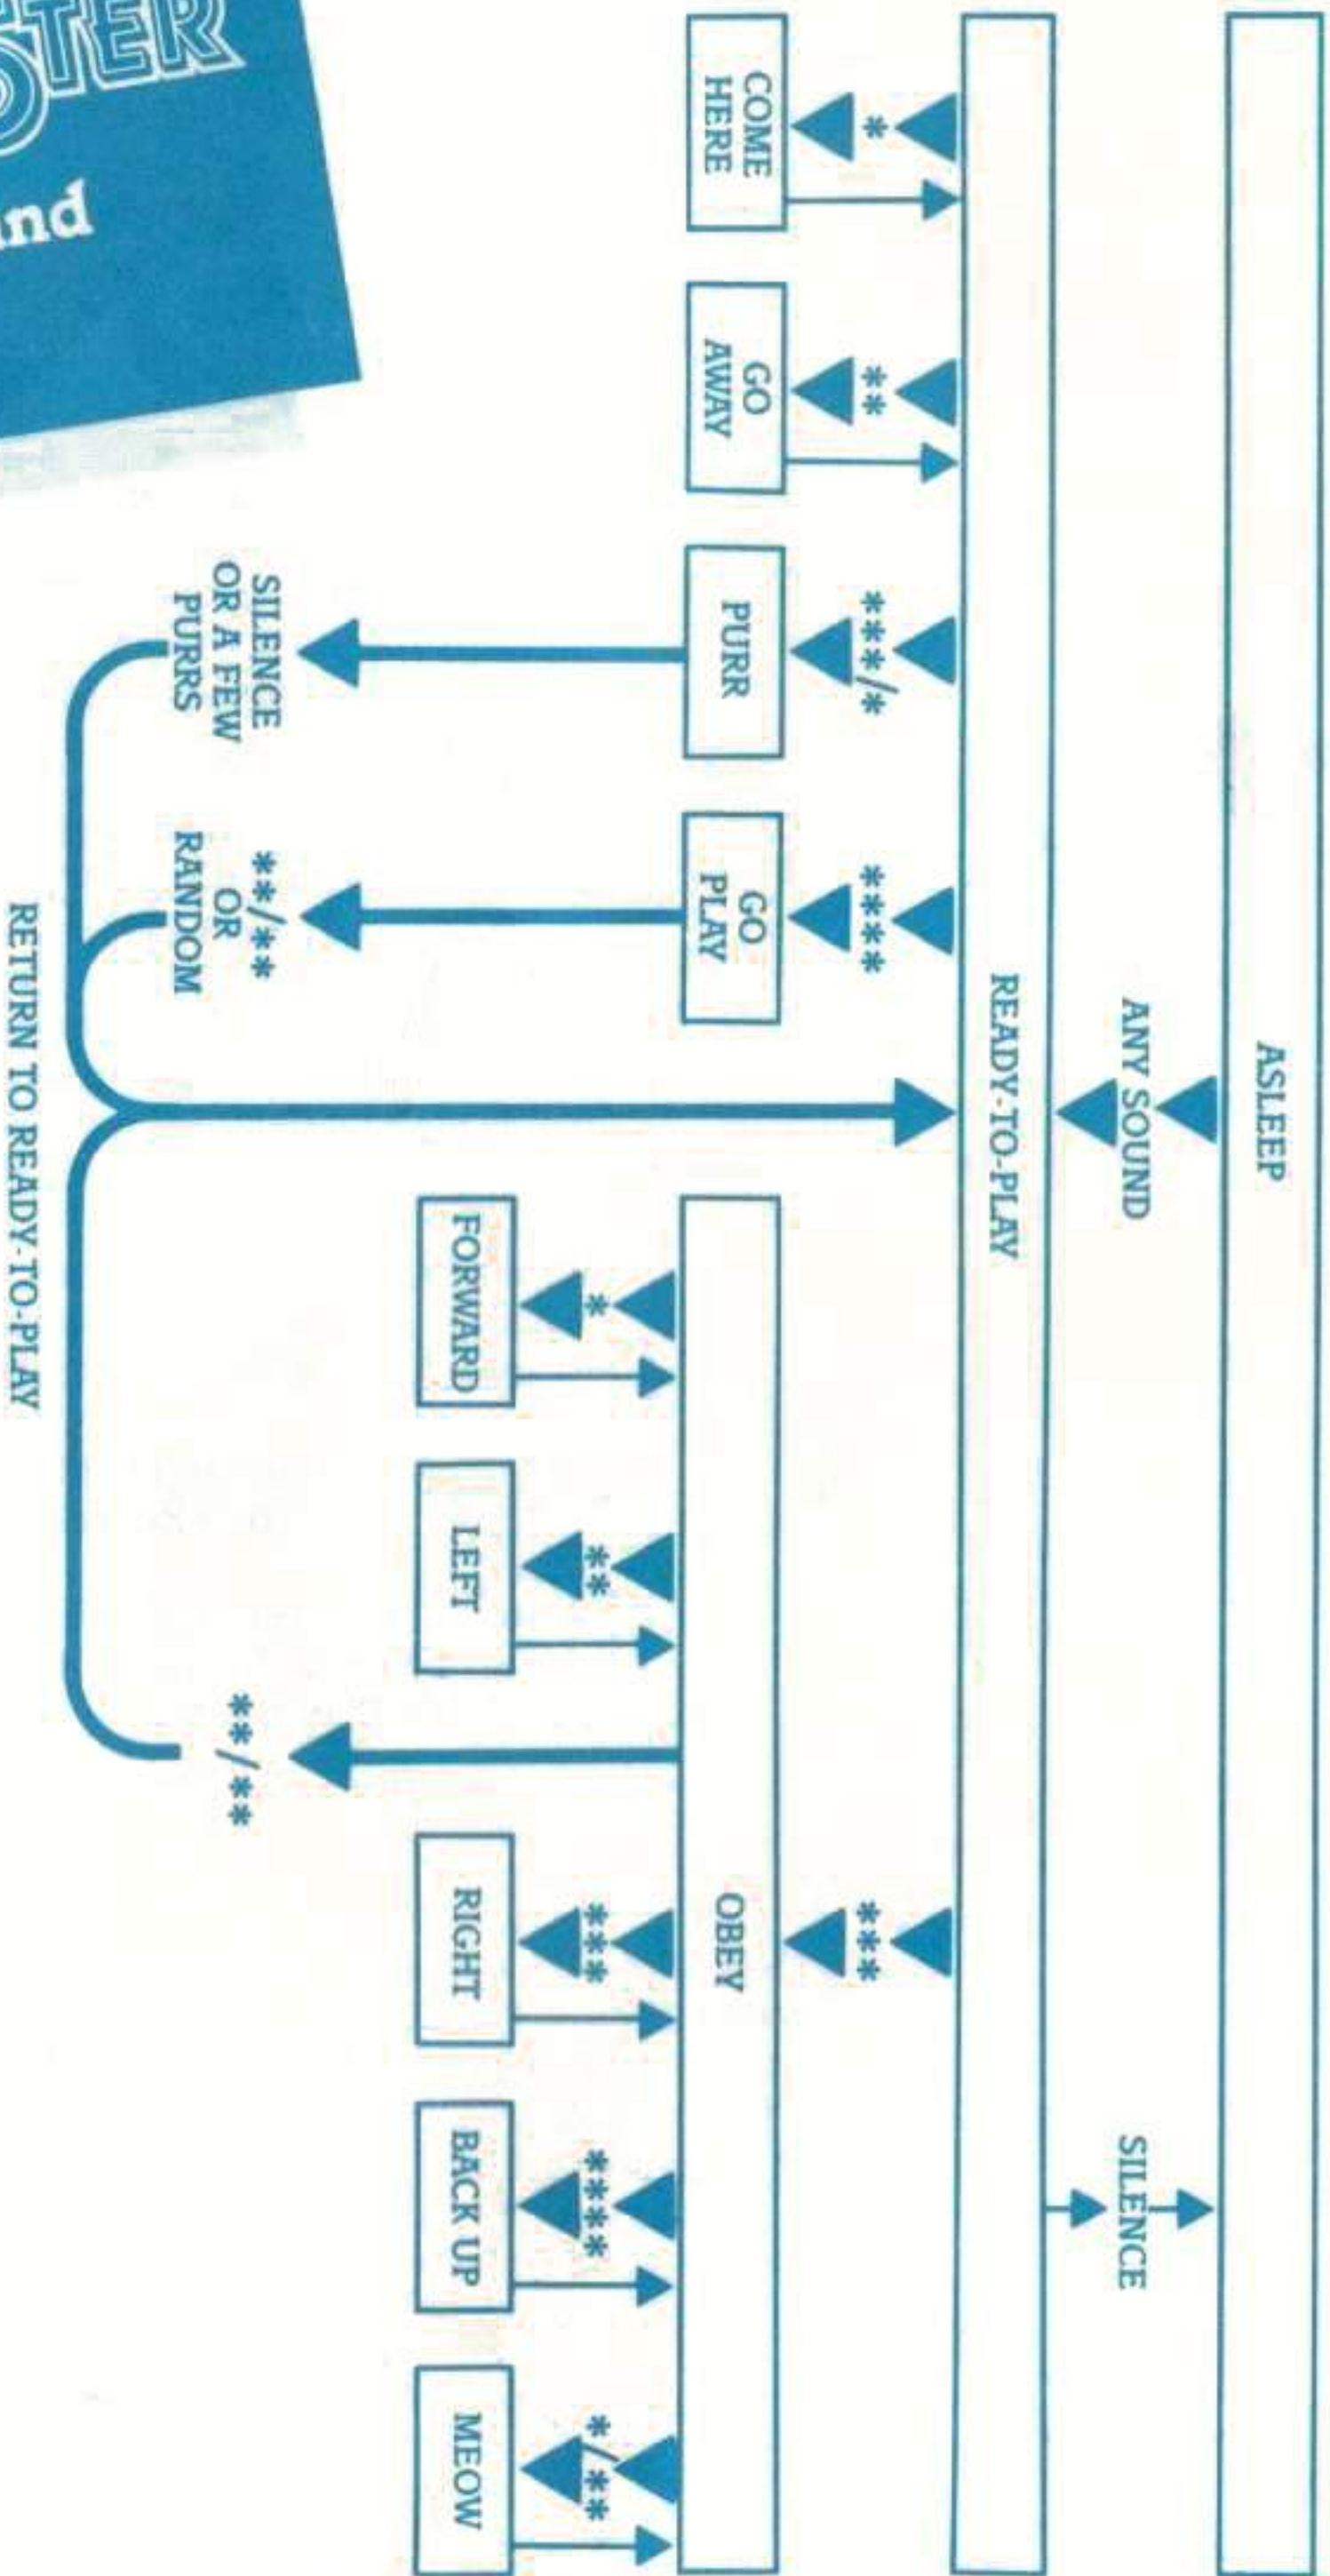 ASLEEP
ANY SOUND
SILENCE
READY-TO-PLAY
*
**
***/*
****
***
COME
HERE
GO
AWAY
PURR
GO
PLAY
OBEY
*
**
***
****
*/**
FORWARD
LEFT
RIGHT
BACK UP
MEOW
SILENCE
OR A FEW
PURRS
**/**
OR
RANDOM
**/**
RETURN TO READY-TO-PLAY